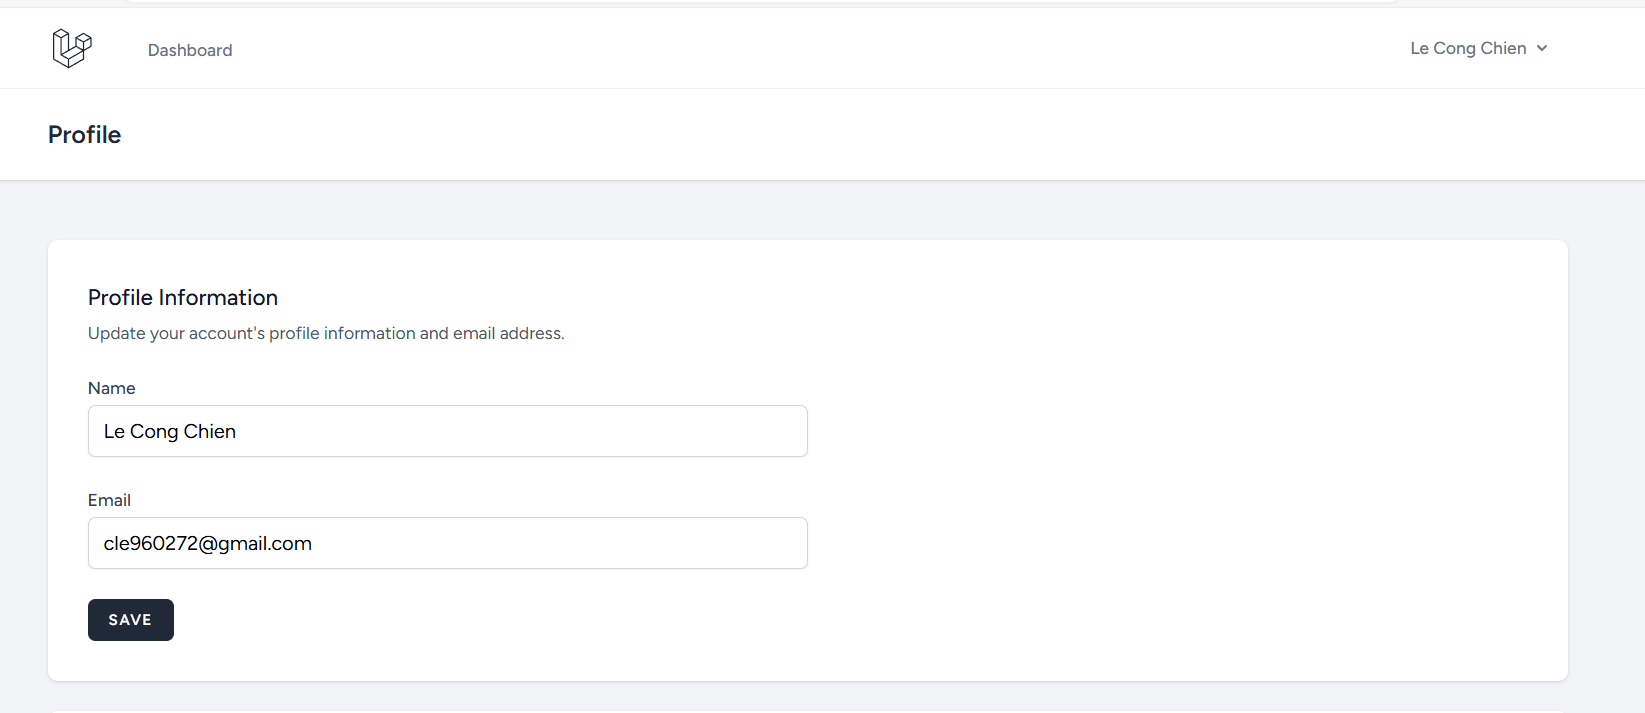 Dashboard
Le Cong Chien
Profile
Profile Information
Update your account's profile information and email address.
Name
Le Cong Chien
Email
cle960272@gmail.com
SAVE